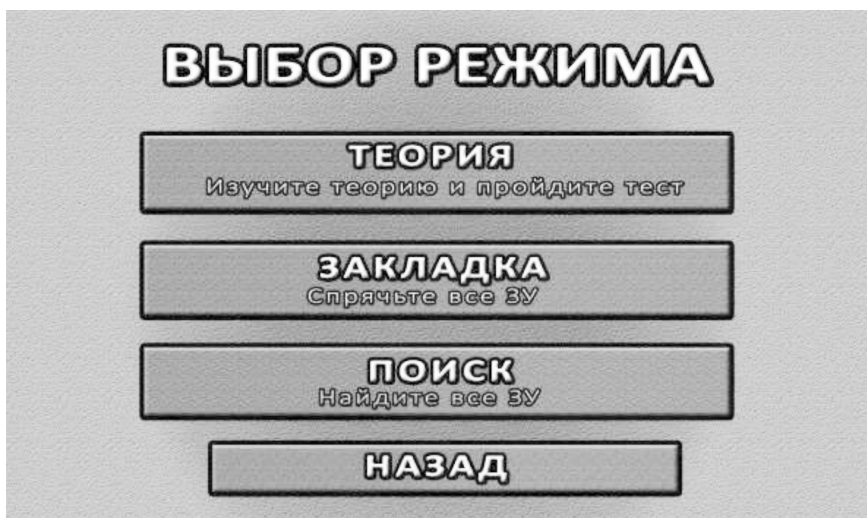 ВЫБОР РЕЖИМА
ТЕОРИЯ
Изучите теорию и пройдите тест
ЗАКЛАДКА
Спрячьте все ЗУ
ПОИСК
Найдите все ЗУ
НАЗАД